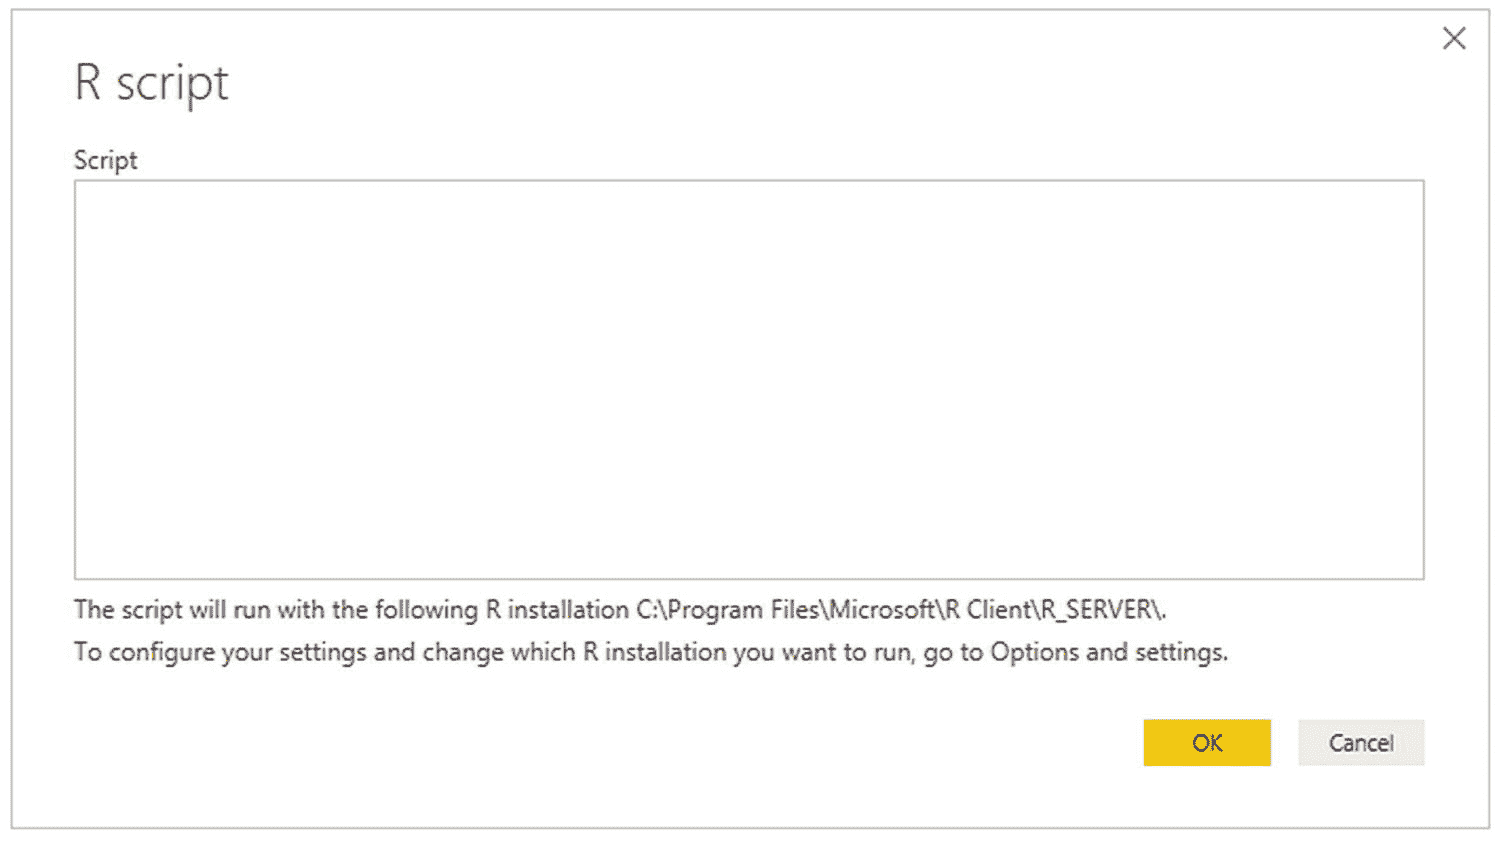 R script
Script
The script will run with the following R installation C:\Program Files\Microsoft\R Client\R_SERVER\.
To configure your settings and change which R installation you want to run, go to Options and settings.
OK
Cancel